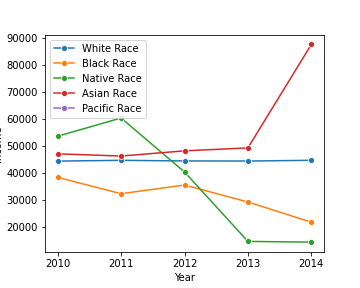 90000
80000
70000
60000
50000
40000
30000
20000
White Race
Black Race
Native Race
Asian Race
Pacific Race
2010 2011 2012 2013 2014
Year